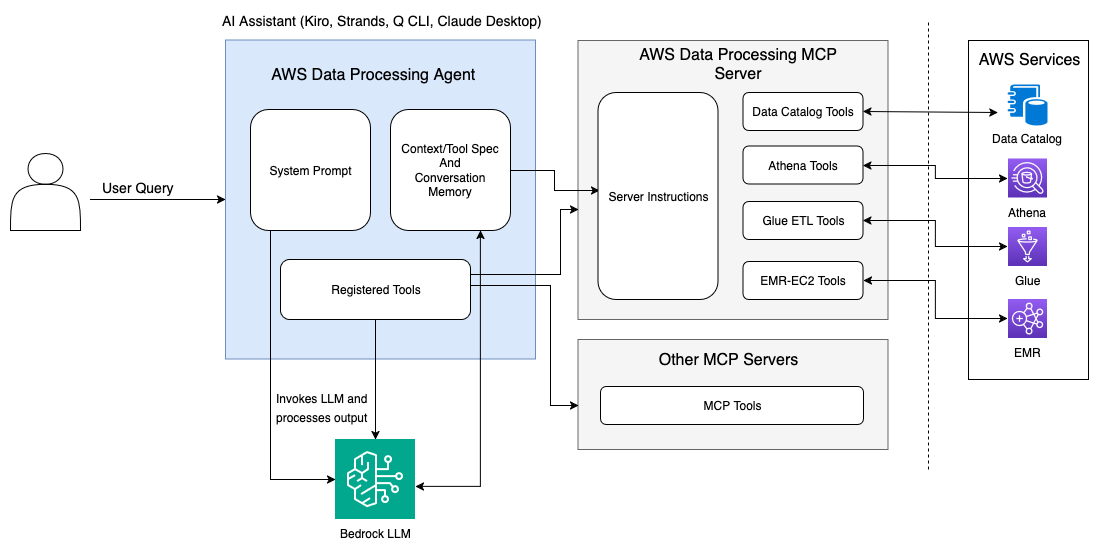 AI Assistant (Kiro, Strands, Q CLI, Claude Desktop)
AWS Data Processing Agent
System Prompt
Context/Tool Spec
And
Conversation
Memory
User Query
Registered Tools
Invokes LLM and
processes output
Bedrock LLM
AWS Data Processing MCP
Server
Server Instructions
Data Catalog Tools
Athena Tools
Glue ETL Tools
EMR-EC2 Tools
Other MCP Servers
MCP Tools
AWS Services
Data Catalog
Athena
Glue
EMR